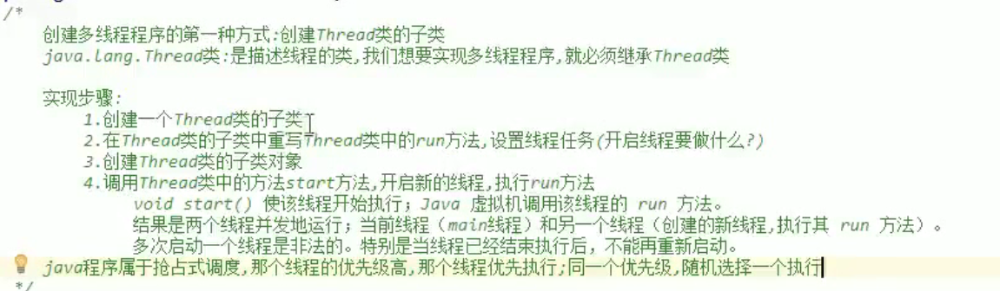 /*
创建多线程程序的第一种方式:创建Thread类的子类
java.lang.Thread类:是描述线程的类,我们想要实现多线程程序,就必须继承Thread类
实现步骤:
1.创建一个Thread类的子类
2.在Thread类的子类中重写Thread类中的run方法,设置线程任务(开启线程要做什么?)
3.创建Thread类的子类对象
4.调用Thread类中的方法start方法,开启新的线程,执行run方法
void start() 使该线程开始执行；Java 虚拟机调用该线程的 run 方法。
结果是两个线程并发地运行；当前线程（main线程）和另一个线程（创建的新线程,执行其 run 方法）。
多次启动一个线程是非法的。特别是当线程已经结束执行后，不能再重新启动。
java程序属于抢占式调度,那个线程的优先级高,那个线程优先执行;同一个优先级,随机选择一个执行
*/